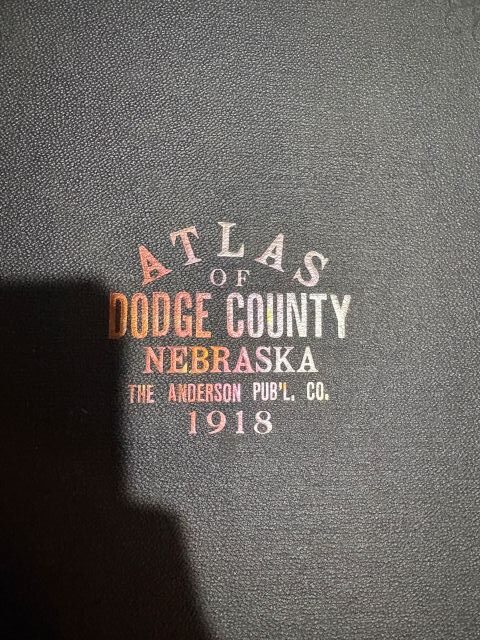 ATLAS
OF
DODGE COUNTY
NEBRASKA
THE ANDERSON PUB'L. CO.
1918